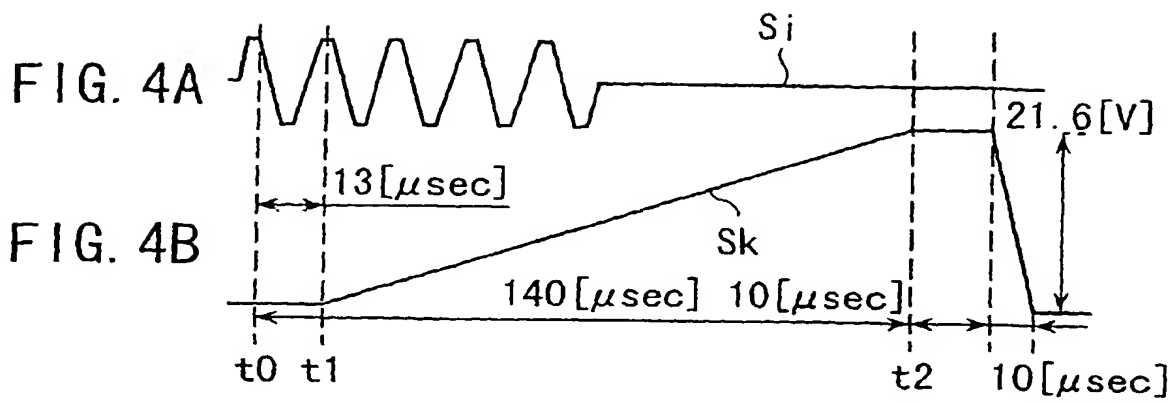 Si
FIG. 4A
21.6[V]
13[μsec]
FIG. 4B
Sk
140[μsec] 10[μsec]
t0 t1 t2 10[μsec]